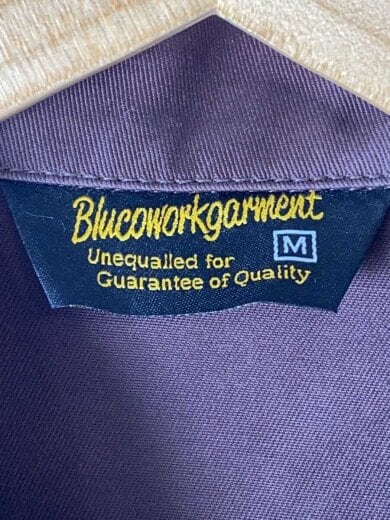 Blucoworkgarment
M
Unequalled for
Guarantee of Quality